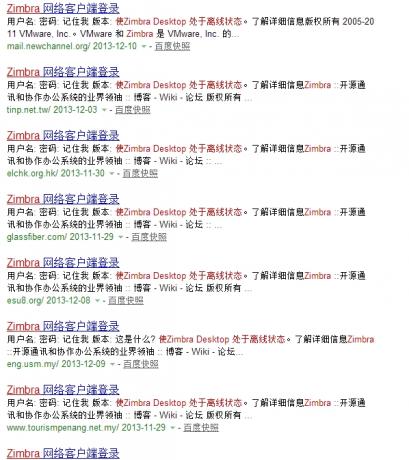 Zimbra 网络客户端登录
用户名: 密码: 记住我 版本: 使Zimbra Desktop 处于离线状态。了解详细信息版权所有 2005-20
11 VMware, Inc.。VMware 和 Zimbra 是 VMware, Inc. 的...
mail.newchannel.org/ 2013-12-10 - 百度快照
Zimbra 网络客户端登录
用户名: 密码: 记住我 版本: 使Zimbra Desktop 处于离线状态。了解详细信息Zimbra ::开源通
讯和协作办公系统的业界领袖 :: 博客 - Wiki - 论坛 版权所有 ...
tinp.net.tw/ 2013-12-03 - 百度快照
Zimbra 网络客户端登录
用户名: 密码: 记住我 版本: 使Zimbra Desktop 处于离线状态。了解详细信息Zimbra ::开源通
讯和协作办公系统的业界领袖 :: 博客 - Wiki - 论坛 :: ...
elchk.org.hk/ 2013-11-30 - 百度快照
Zimbra 网络客户端登录
用户名: 密码: 记住我 版本: 使Zimbra Desktop 处于离线状态。了解详细信息Zimbra ::开源通
讯和协作办公系统的业界领袖 :: 博客 - Wiki - 论坛 :: ...
glassfiber.com/ 2013-11-29 - 百度快照
Zimbra 网络客户端登录
用户名: 密码: 记住我 版本: 使Zimbra Desktop 处于离线状态。了解详细信息Zimbra ::开源通
讯和协作办公系统的业界领袖 :: 博客 - Wiki - 论坛 版权所有 ...
esu8.org/ 2013-12-08 - 百度快照
Zimbra 网络客户端登录
用户名: 密码: 记住我 版本: 这是什么? 使Zimbra Desktop 处于离线状态。了解详细信息Zimbra
::开源通讯和协作办公系统的业界领袖 :: 博客 - Wiki - 论坛...
eng.usm.my/ 2013-12-09 - 百度快照
Zimbra 网络客户端登录
用户名: 密码: 记住我 版本: 使Zimbra Desktop 处于离线状态。了解详细信息Zimbra ::开源通
讯和协作办公系统的业界领袖 :: 博客 - Wiki - 论坛 版权所有 ...
www.tourismpenang.net.my/ 2013-11-29 - 百度快照
Zimbra 网络客户端登录